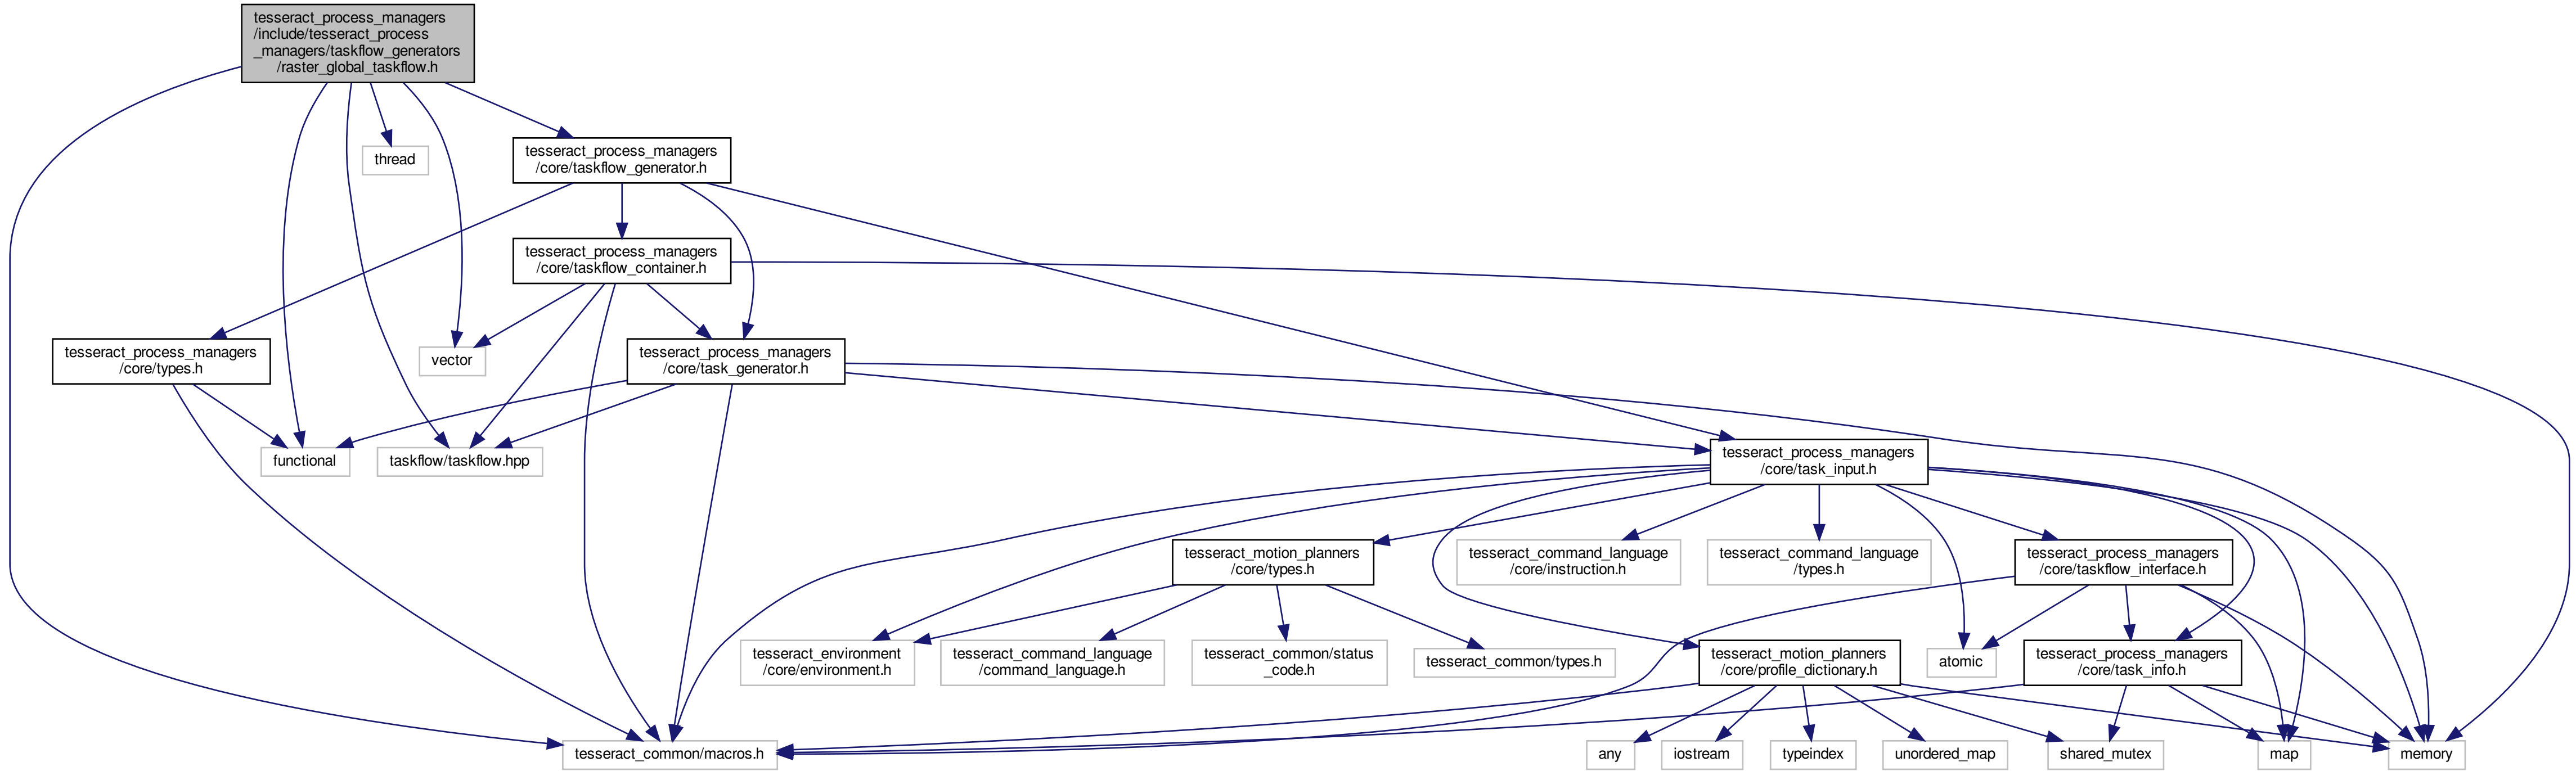 tesseract_process_managers
/include/tesseract_process
_managers/taskflow_generators
/raster_global_taskflow.h
thread
tesseract_process_managers
/core/taskflow_generator.h
tesseract_process_managers
/core/taskflow_container.h
tesseract_process_managers
/core/types.h
vector
tesseract_process_managers
/core/task_generator.h
functional
taskflow/taskflow.hpp
tesseract_process_managers
/core/task_input.h
tesseract_motion_planners
/core/types.h
tesseract_command_language
/core/instruction.h
tesseract_command_language
/types.h
tesseract_process_managers
/core/taskflow_interface.h
tesseract_environment
/core/environment.h
tesseract_command_language
/command_language.h
tesseract_common/status
_code.h
tesseract_common/types.h
tesseract_motion_planners
/core/profile_dictionary.h
atomic
tesseract_process_managers
/core/task_info.h
tesseract_common/macros.h
any
iostream
typeindex
unordered_map
shared_mutex
map
memory